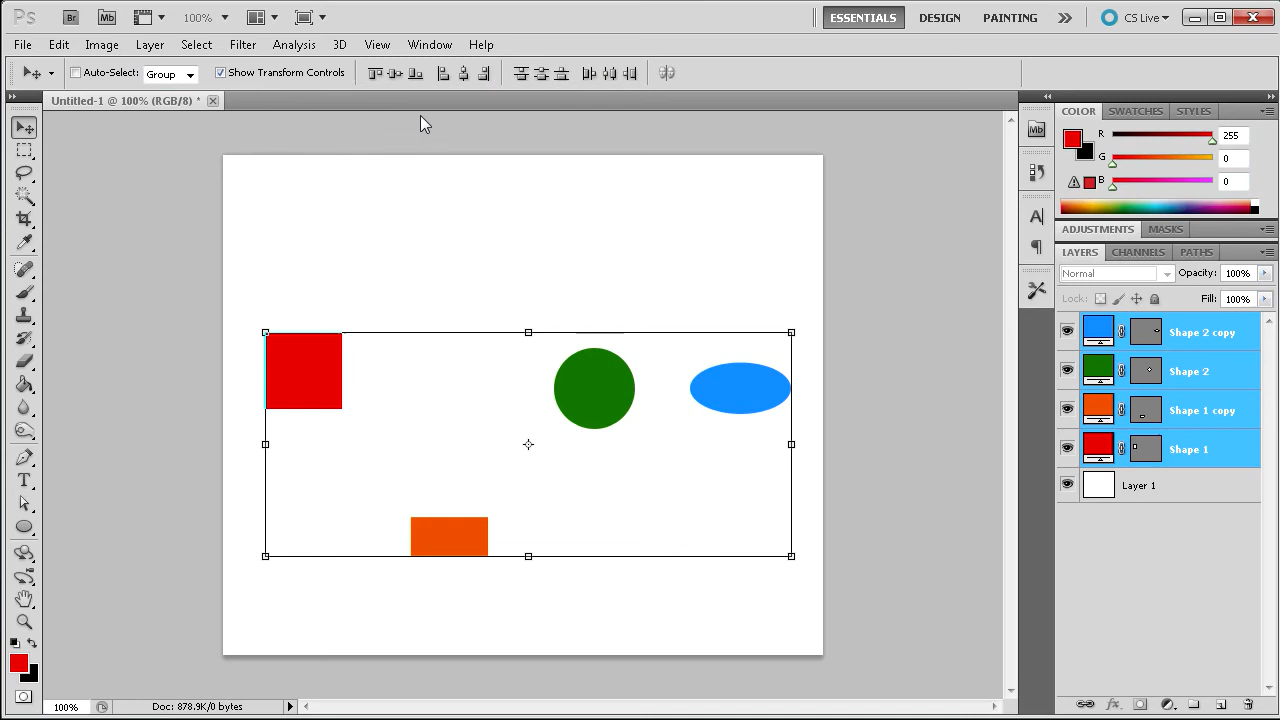 Ps Br Mb 100% ESSENTIALS DESIGN PAINTING CS Live
File Edit Image Layer Select Filter Analysis 3D View Window Help
Auto-Select: Group Show Transform Controls
Untitled-1 @ 100% (RGB/8) *
COLOR SWATCHES STYLES
Mb
R 255
G 0
B 0
ADJUSTMENTS MASKS
LAYERS CHANNELS PATHS
Normal Opacity: 100%
Lock: Fill: 100%
Shape 2 copy
Shape 2
Shape 1 copy
Shape 1
Layer 1
100% Doc: 878.9K/0 bytes